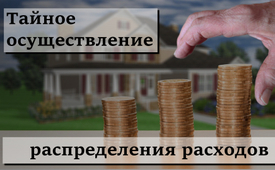 Тайное
осуществление
распределения расходов